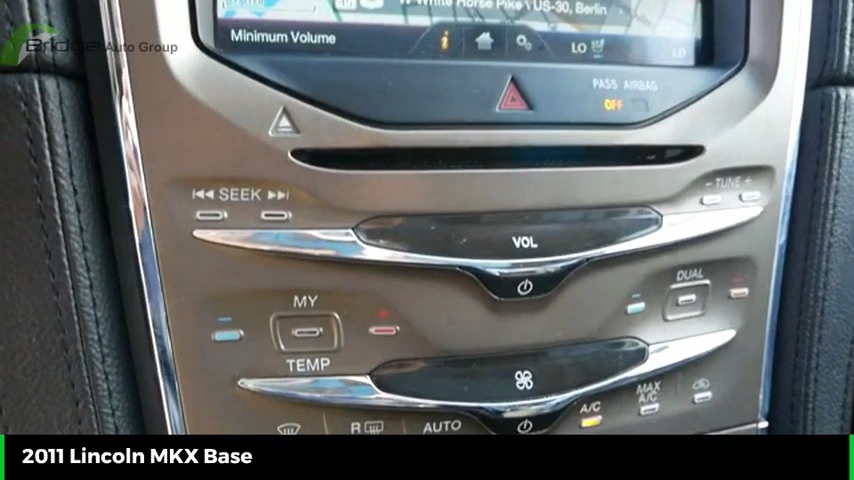 W White Horse Pike \ US-30, Berlin
Bridge Auto Group
Minimum Volume
LO
LO
PASS AIRBAG
OFF
SEEK
- TUNE +
VOL
DUAL
MY
TEMP
MAX
A/C
A/C
R
AUTO
2011 Lincoln MKX Base